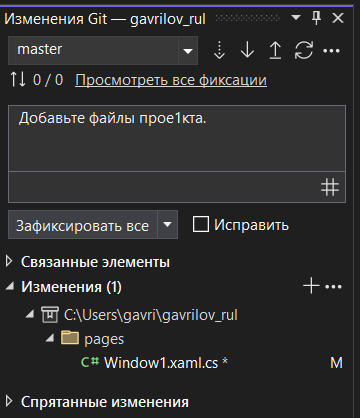 Изменения Git — gavrilov_rul
master
0 / 0 Просмотреть все фиксации
Добавьте файлы прое1кта.
Зафиксировать все Исправить
Связанные элементы
Изменения (1)
C:\Users\gavri\gavrilov_rul
pages
C# Window1.xaml.cs * M
Спрятанные изменения